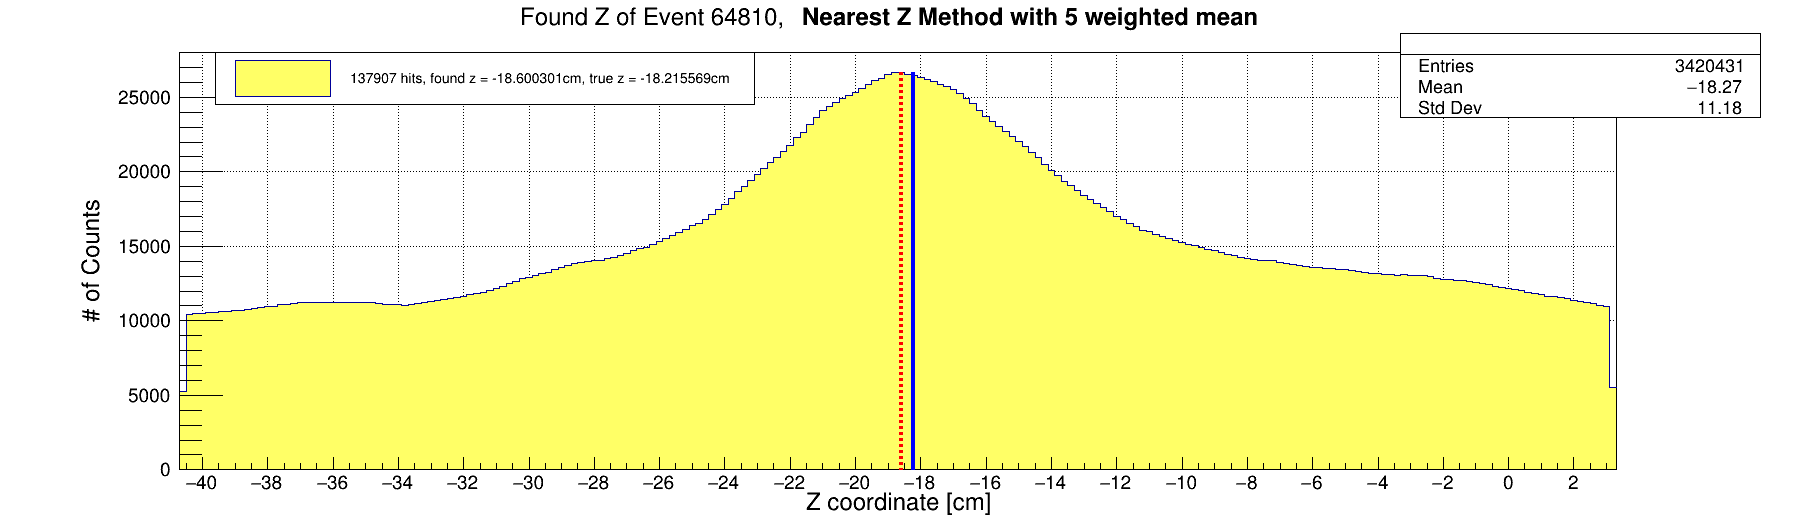 Found Z of Event 64810, Nearest Z Method with 5 weighted mean
137907 hits, found z = -18.600301cm, true z = -18.215569cm
Entries 3420431
Mean −18.27
Std Dev 11.18
# of Counts
25000
20000
15000
10000
5000
0
−40 −38 −36 −34 −32 −30 −28 −26 −24 −22 −20 −18 −16 −14 −12 −10 −8 −6 −4 −2 0 2
Z coordinate [cm]